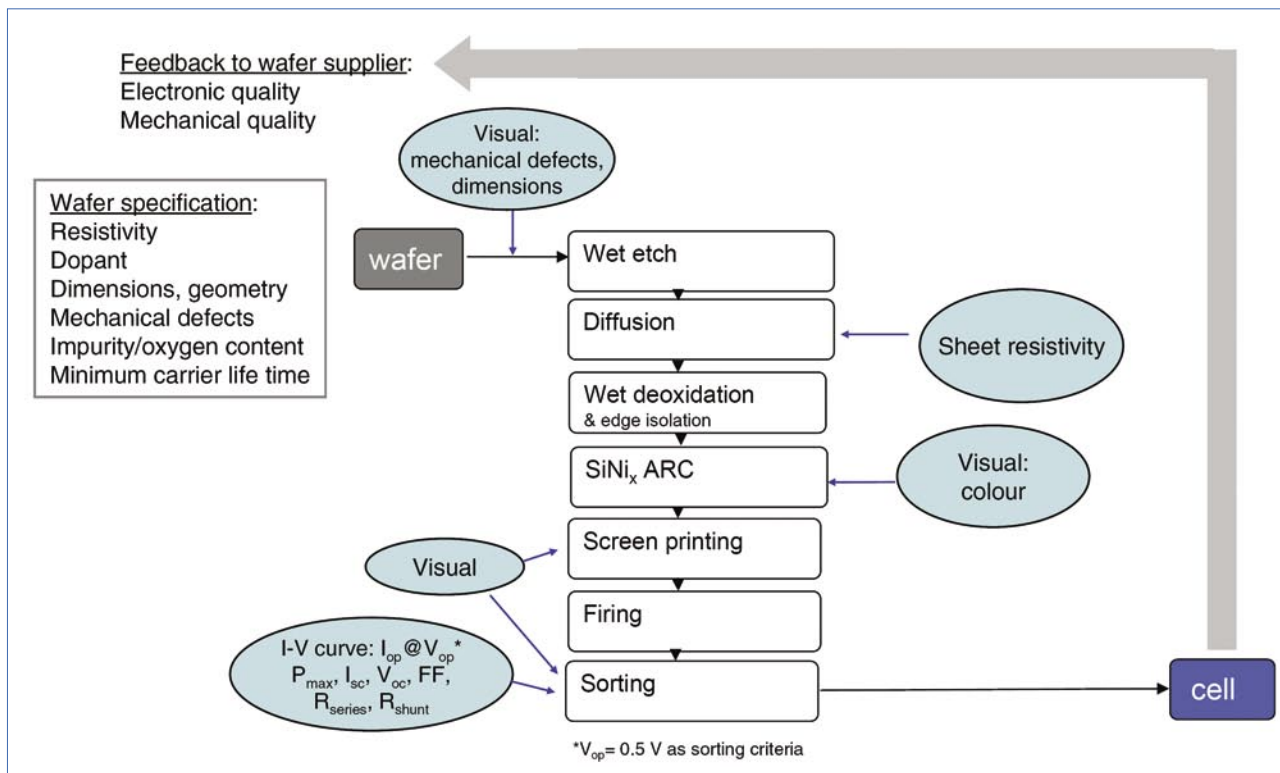 Feedback to wafer supplier:
Electronic quality
Mechanical quality
Visual:
mechanical defects,
dimensions
Wafer specification:
Resistivity
Dopant
Dimensions, geometry
Mechanical defects
Impurity/oxygen content
Minimum carrier life time
wafer
Wet etch
Diffusion
Sheet resistivity
Wet deoxidation
& edge isolation
SiNiₓ ARC
Visual:
colour
Screen printing
Visual
Firing
I-V curve: Iop@Vop*
Pmax, Isc, Voc, FF,
Rseries, Rshunt
Sorting
cell
*Vop= 0.5 V as sorting criteria